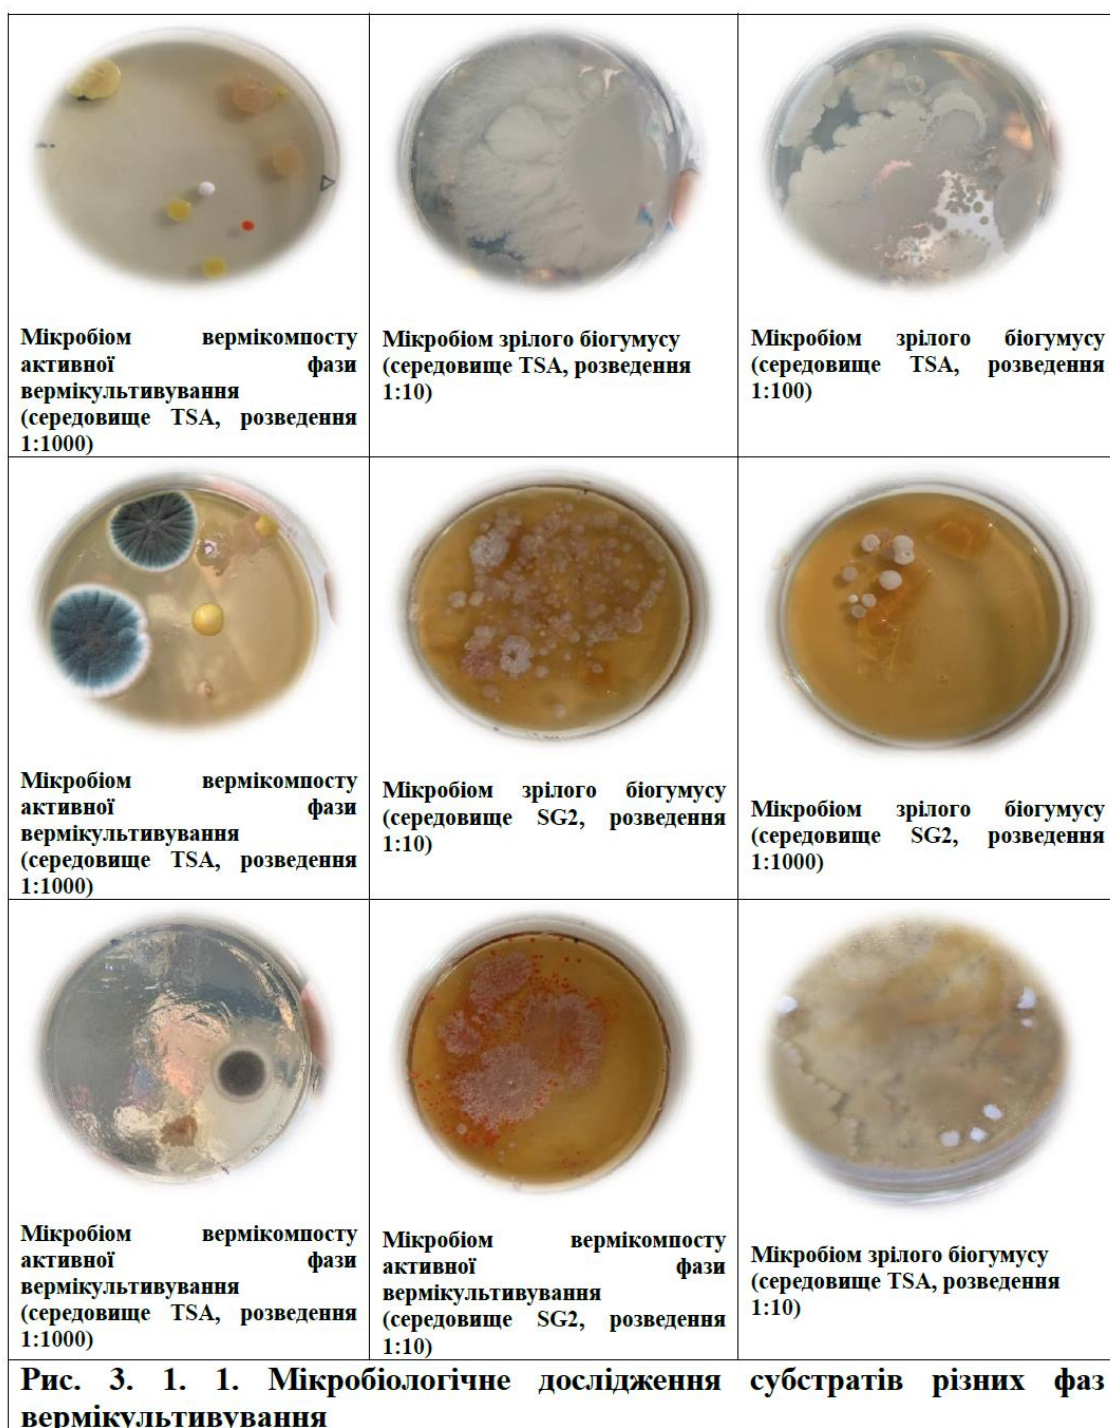 Мікробіом вермікомпосту
активної фази
вермікультивування
(середовище TSA, розведення
1:1000)
Мікробіом зрілого біогумусу
(середовище TSA, розведення
1:10)
Мікробіом зрілого біогумусу
(середовище TSA, розведення
1:100)
Мікробіом вермікомпосту
активної фази
вермікультивування
(середовище TSA, розведення
1:1000)
Мікробіом зрілого біогумусу
(середовище SG2, розведення
1:10)
Мікробіом зрілого біогумусу
(середовище SG2, розведення
1:1000)
Мікробіом вермікомпосту
активної фази
вермікультивування
(середовище TSA, розведення
1:1000)
Мікробіом вермікомпосту
активної фази
вермікультивування
(середовище SG2, розведення
1:10)
Мікробіом зрілого біогумусу
(середовище TSA, розведення
1:10)
Рис. 3. 1. 1. Мікробіологічне дослідження субстратів різних фаз
вермікультивування